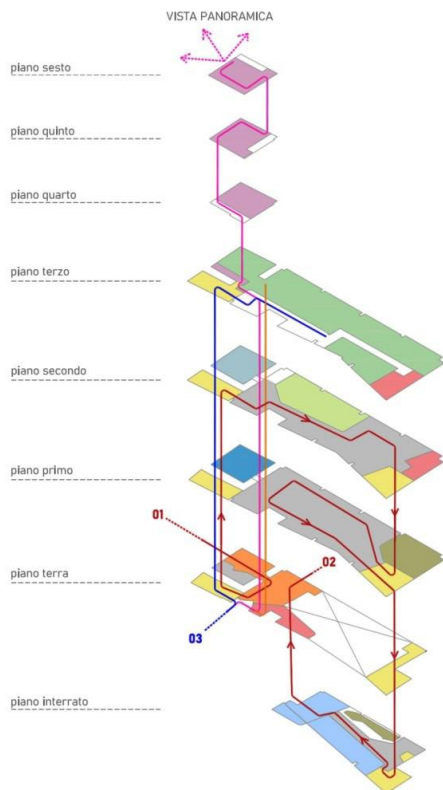 VISTA PANORAMICA
piano sesto
piano quinto
piano quarto
piano terzo
piano secondo
piano primo
01
02
piano terra
03
piano interrato